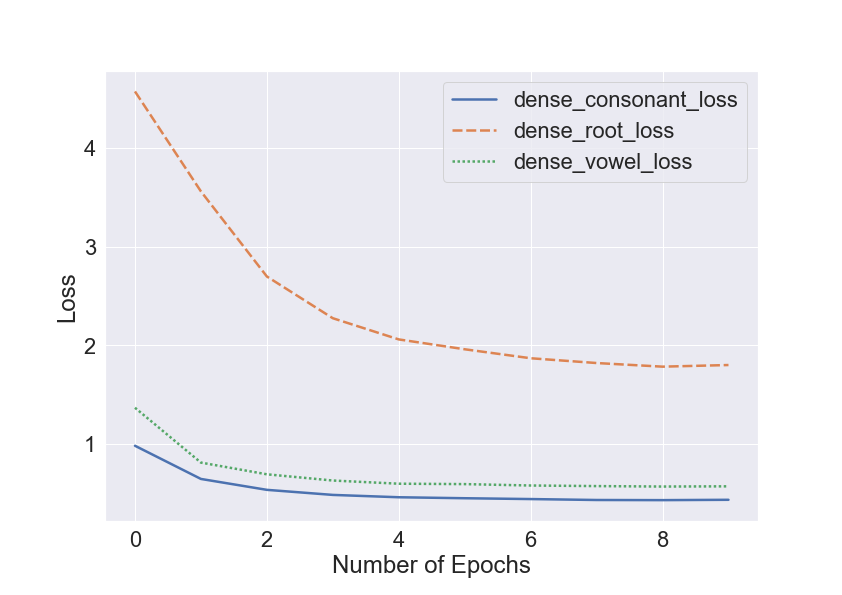 dense_consonant_loss
dense_root_loss
dense_vowel_loss
4
3
2
1
Loss
0 2 4 6 8
Number of Epochs